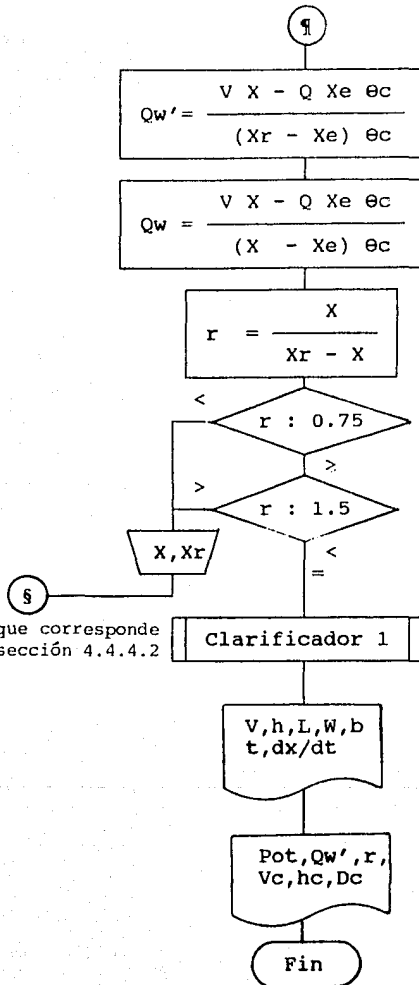 ¶
V X - Q Xe θc
Qw'=
(Xr - Xe) θc
V X - Q Xe θc
Qw =
(X - Xe) θc
X
r =
Xr - X
<
r : 0.75
>
>
r : 1.5
<
=
X,Xr
§
que corresponde
sección 4.4.4.2
Clarificador 1
V,h,L,W,b
t,dx/dt
Pot,Qw',r,
Vc,hc,Dc
Fin